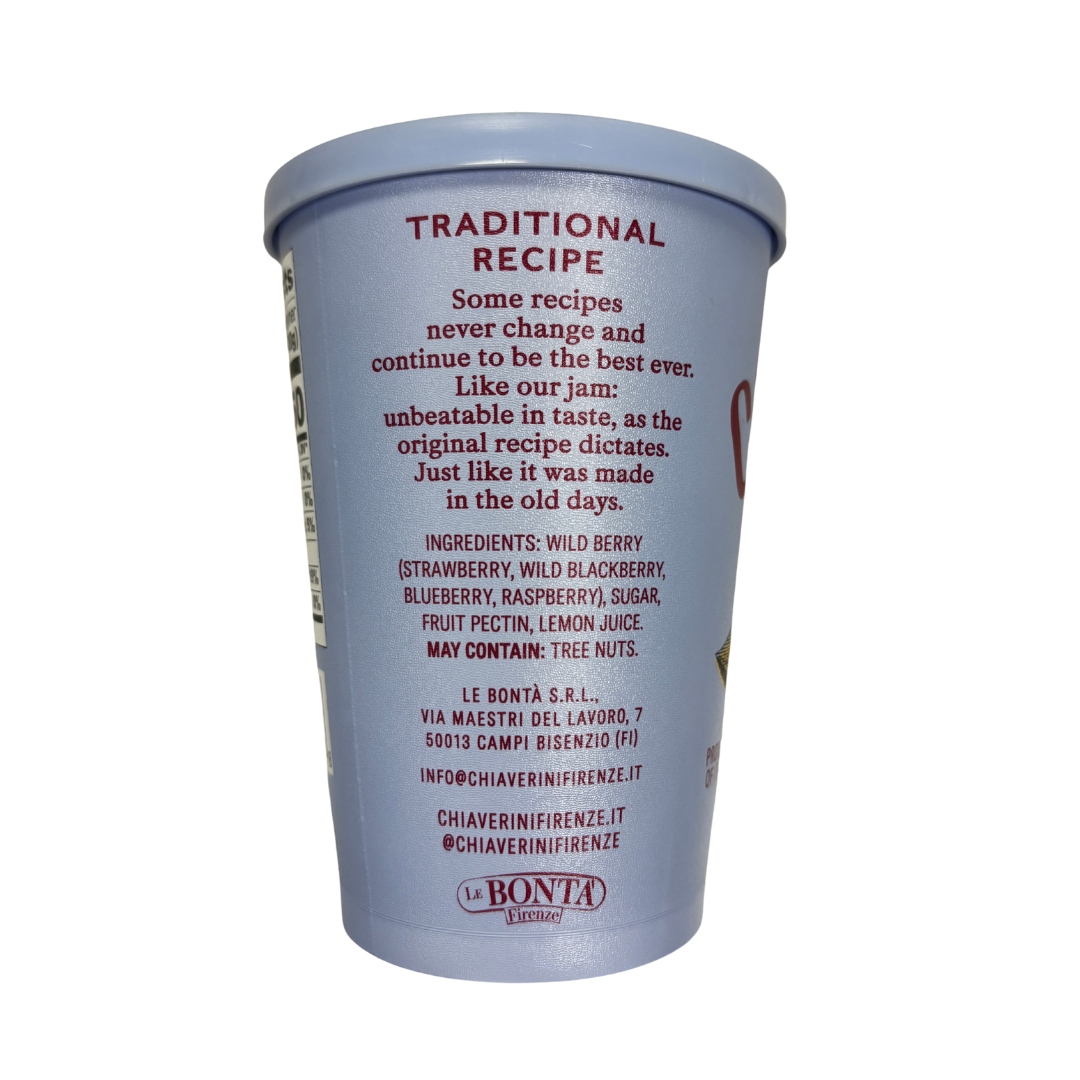 TRADITIONAL
RECIPE
Some recipes
never change and
continue to be the best ever.
Like our jam:
unbeatable in taste, as the
original recipe dictates.
Just like it was made
in the old days.
INGREDIENTS: WILD BERRY
(STRAWBERRY, WILD BLACKBERRY,
BLUEBERRY, RASPBERRY), SUGAR,
FRUIT PECTIN, LEMON JUICE.
MAY CONTAIN: TREE NUTS.
LE BONTÀ S.R.L.,
VIA MAESTRI DEL LAVORO, 7
50013 CAMPI BISENZIO (FI)
INFO@CHIAVERINIFIRENZE.IT
CHIAVERINIFIRENZE.IT
@CHIAVERINIFIRENZE
LE BONTÀ
Firenze